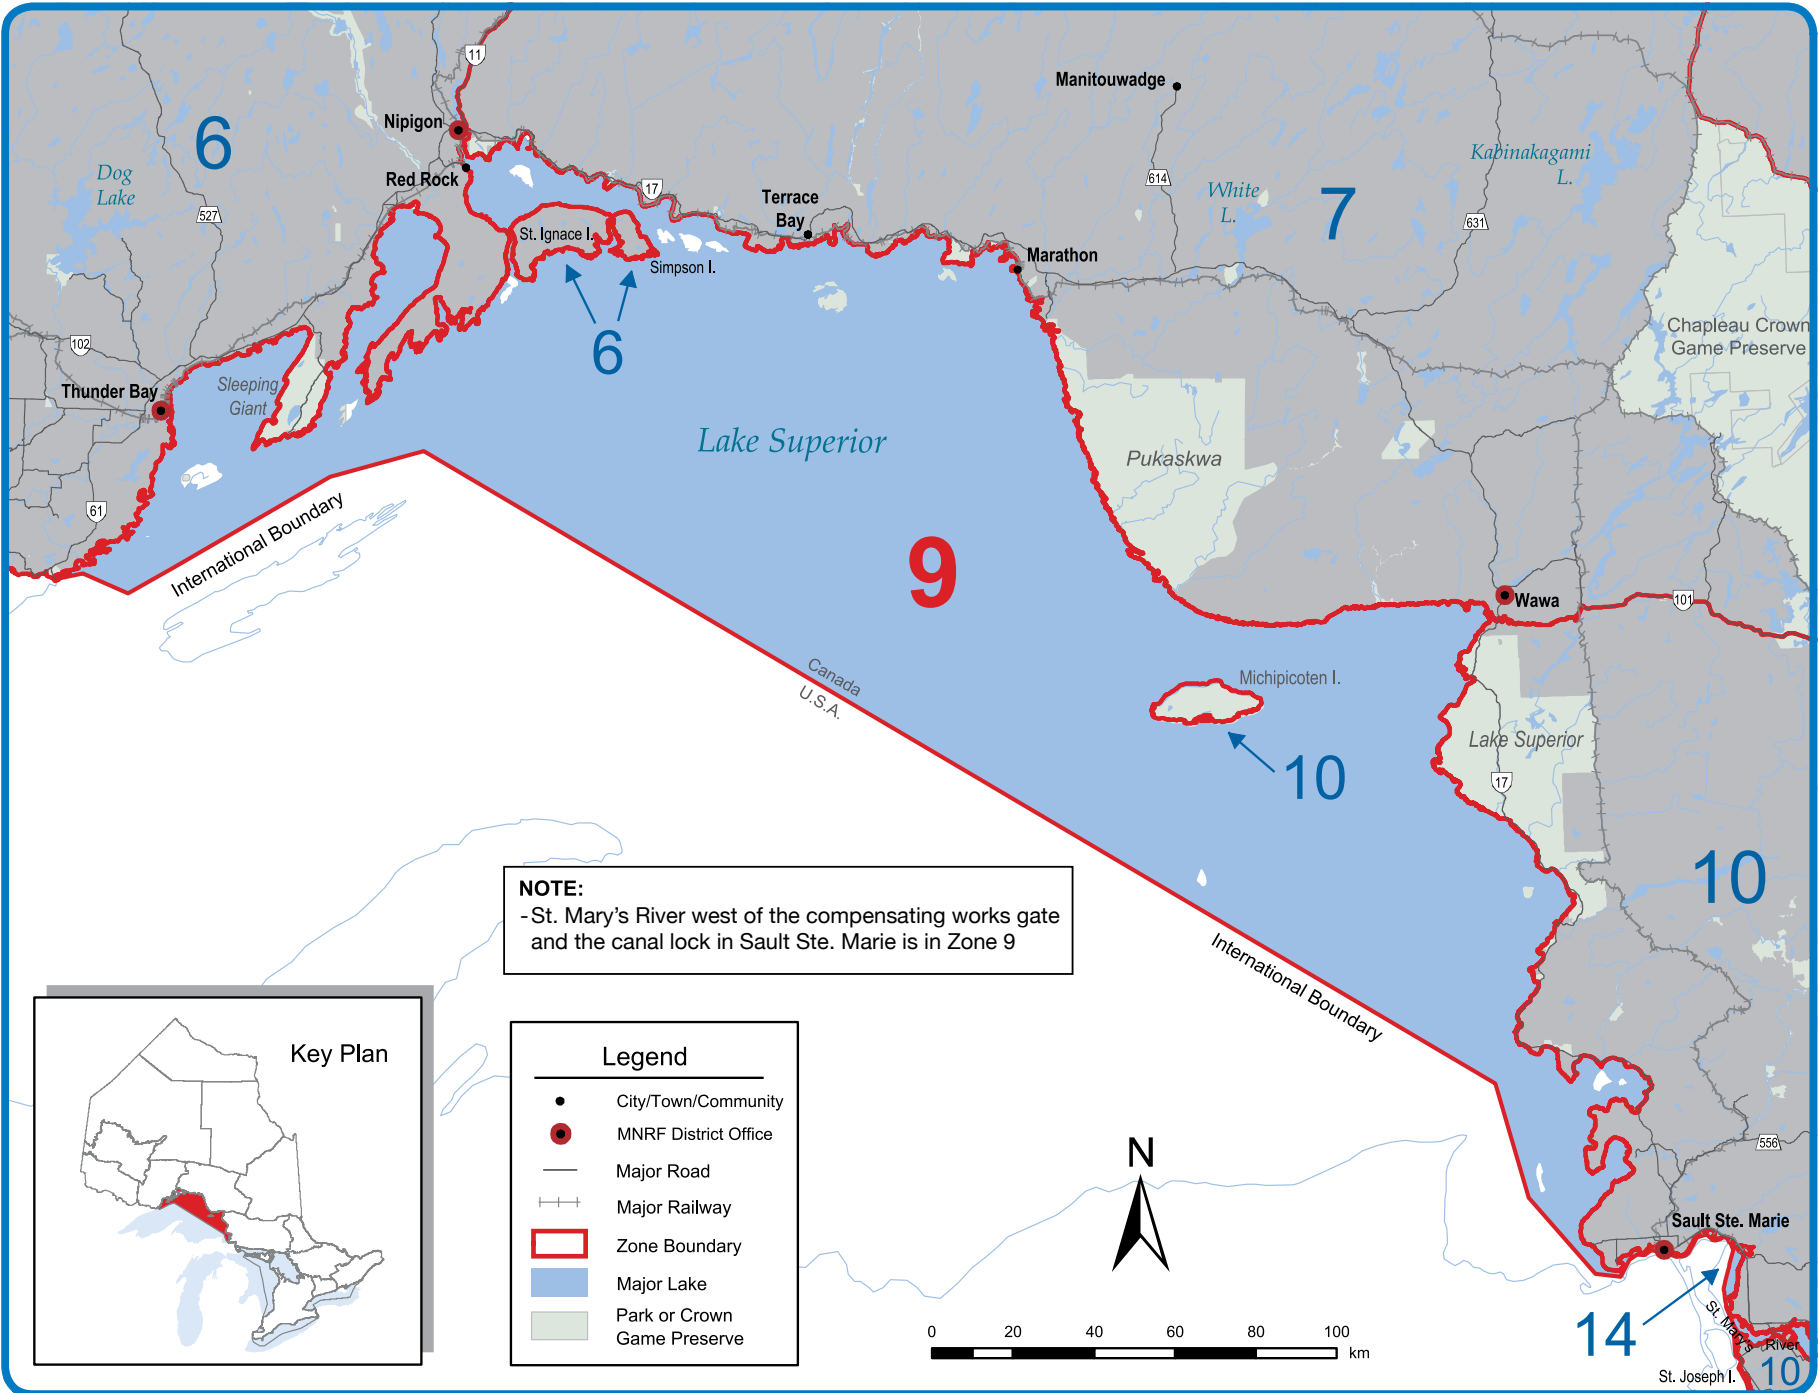 11
Manitouwadge
Nipigon
6
Dog
Lake
Kabinakagami
L.
Red Rock
17
614
White
L.
7
527
Terrace
Bay
631
St. Ignace I.
Simpson I.
Marathon
6
Chapleau Crown
Game Preserve
102
Thunder Bay
Sleeping
Giant
Lake Superior
Pukaskwa
61
International Boundary
9
Wawa
101
Canada
U.S.A.
Michipicoten I.
10
Lake Superior
17
10
NOTE:
- St. Mary's River west of the compensating works gate
and the canal lock in Sault Ste. Marie is in Zone 9
International Boundary
Key Plan
Legend
City/Town/Community
MNRF District Office
Major Road
Major Railway
Zone Boundary
Major Lake
Park or Crown
Game Preserve
N
0 20 40 60 80 100
km
556
Sault Ste. Marie
14
St. Mary's
River
10
St. Joseph I.